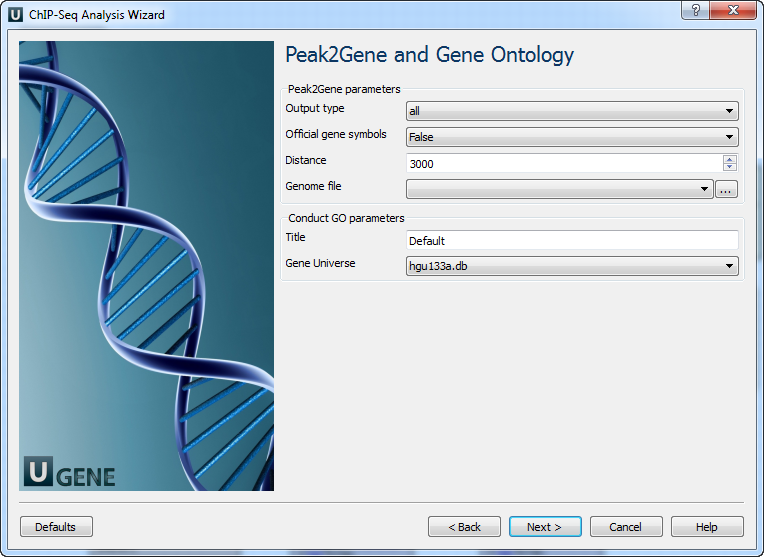 U ChIP-Seq Analysis Wizard ?
Peak2Gene and Gene Ontology
Peak2Gene parameters
Output type all
Official gene symbols False
Distance 3000
Genome file ...
Conduct GO parameters
Title Default
Gene Universe hgu133a.db
U GENE
Defaults < Back Next > Cancel Help